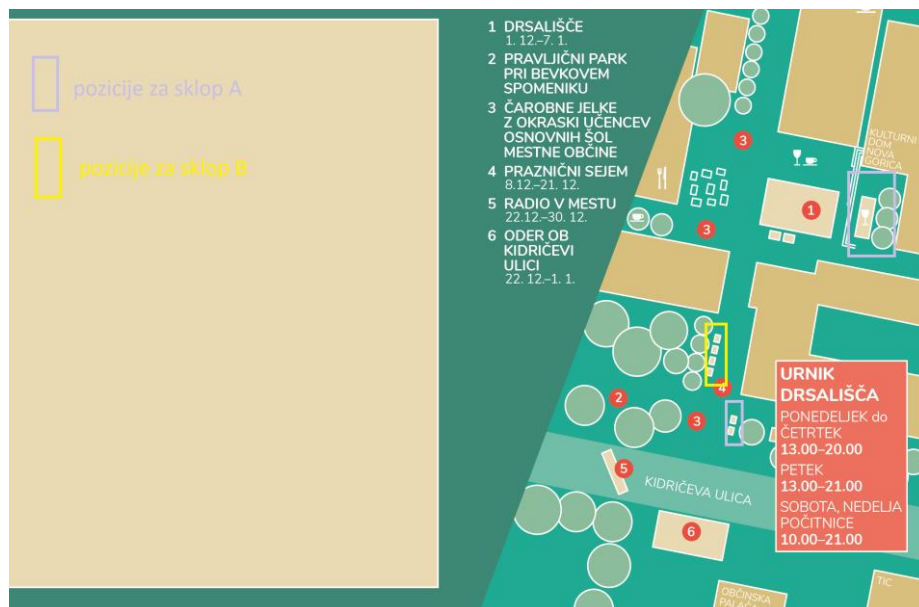 pozicije za sklop A
pozicije za sklop B
1 DRSALIŠČE
1. 12.–7. 1.
2 PRAVLJIČNI PARK
PRI BEVKOVEM
SPOMENIKU
3 ČAROBNE JELKE
Z OKRASKI UČENCEV
OSNOVNIH ŠOL
MESTNE OBČINE
4 PRAZNIČNI SEJEM
8.12.–21. 12.
5 RADIO V MESTU
22.12.–30. 12.
6 ODER OB
KIDRIČEVI
ULICI
22. 12.–1. 1.
3
KULTURNI
DOM
NOVA
GORICA
1
3
4
2
3
5
KIDRIČEVA ULICA
6
URNIK
DRSALIŠČA
PONEDELJEK do
ČETRTEK
13.00–20.00
PETEK
13.00–21.00
SOBOTA, NEDELJA
POČITNICE
10.00–21.00
OBČINSKA
PALAČA
TIC